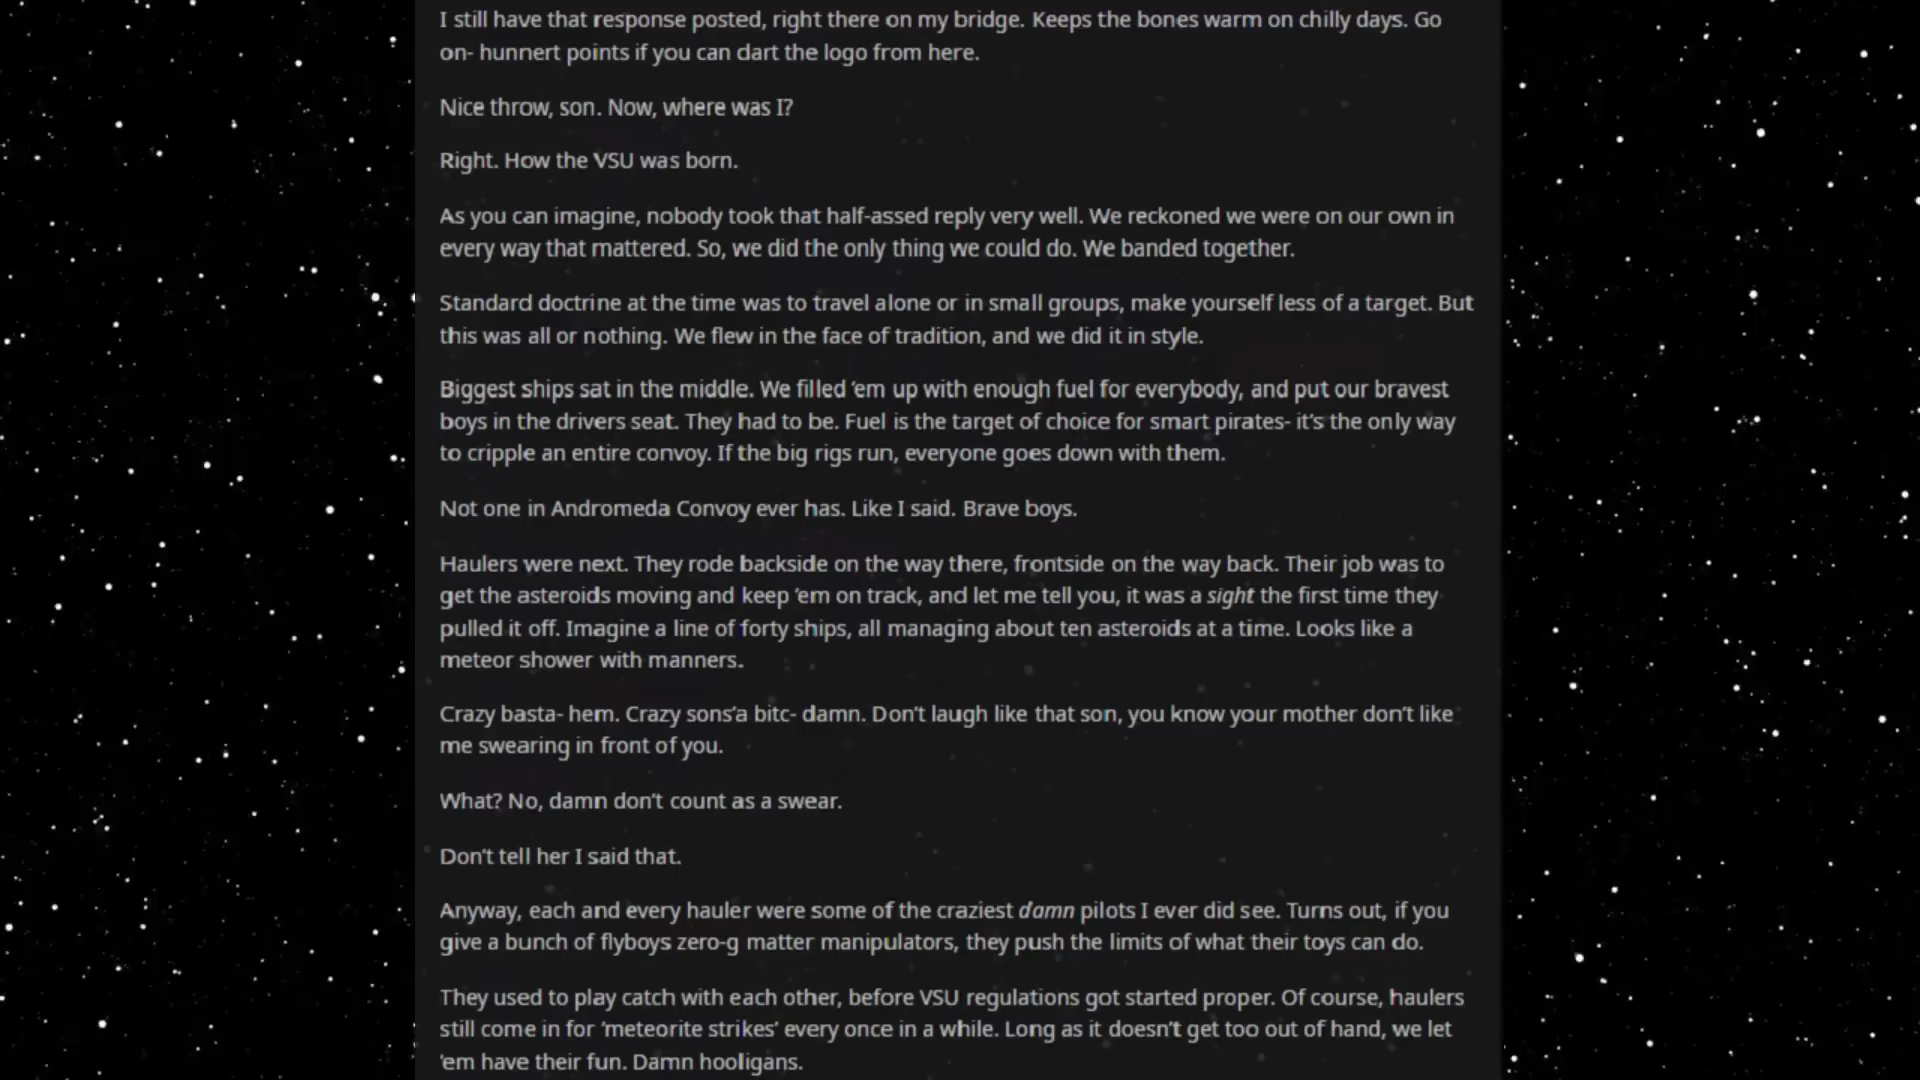 I still have that response posted, right there on my bridge. Keeps the bones warm on chilly days. Go
on- hunnert points if you can dart the logo from here.
Nice throw, son. Now, where was I?
Right. How the VSU was born.
As you can imagine, nobody took that half-assed reply very well. We reckoned we were on our own in
every way that mattered. So, we did the only thing we could do. We banded together.
Standard doctrine at the time was to travel alone or in small groups, make yourself less of a target. But
this was all or nothing. We flew in the face of tradition, and we did it in style.
Biggest ships sat in the middle. We filled ‘em up with enough fuel for everybody, and put our bravest
boys in the drivers seat. They had to be. Fuel is the target of choice for smart pirates- it’s the only way
to cripple an entire convoy. If the big rigs run, everyone goes down with them.
Not one in Andromeda Convoy ever has. Like I said. Brave boys.
Haulers were next. They rode backside on the way there, frontside on the way back. Their job was to
get the asteroids moving and keep ‘em on track, and let me tell you, it was a sight the first time they
pulled it off. Imagine a line of forty ships, all managing about ten asteroids at a time. Looks like a
meteor shower with manners.
Crazy basta- hem. Crazy sons’a bitc- damn. Don’t laugh like that son, you know your mother don’t like
me swearing in front of you.
What? No, damn don’t count as a swear.
Don’t tell her I said that.
Anyway, each and every hauler were some of the craziest damn pilots I ever did see. Turns out, if you
give a bunch of flyboys zero-g matter manipulators, they push the limits of what their toys can do.
They used to play catch with each other, before VSU regulations got started proper. Of course, haulers
still come in for ‘meteorite strikes’ every once in a while. Long as it doesn’t get too out of hand, we let
‘em have their fun. Damn hooligans.